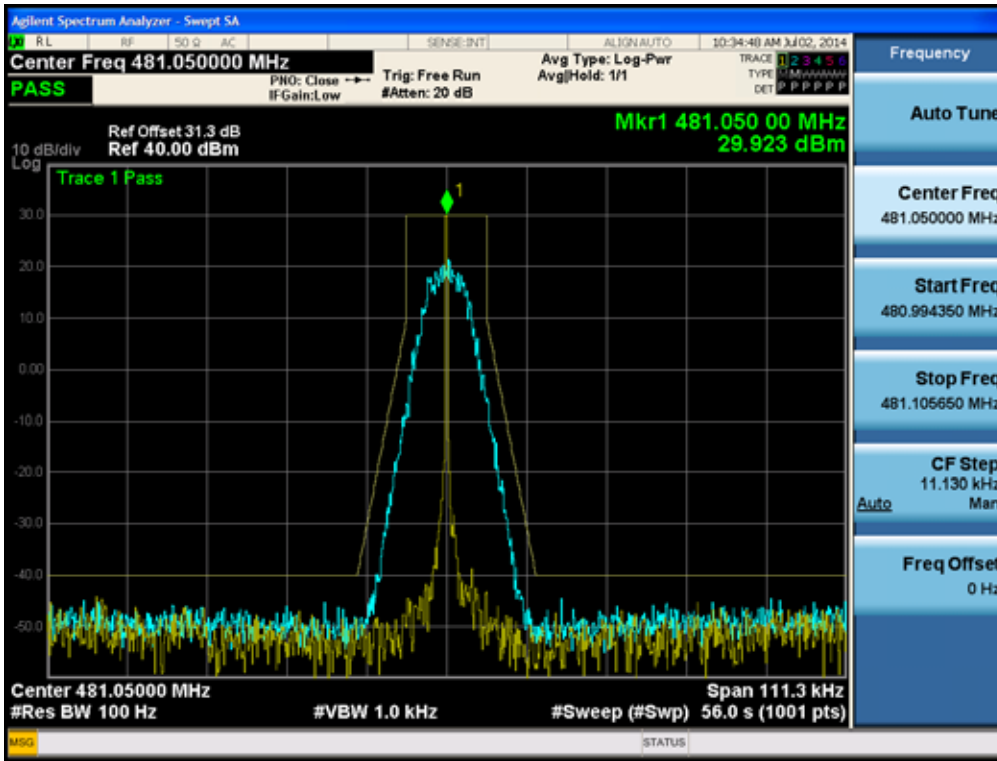 Agilent Spectrum Analyzer - Swept SA
RL RF 50 Ω AC SENSE:INT ALIGNAUTO 10:34:48 AM Jul 02, 2014
Center Freq 481.050000 MHz
PASS
PNO: Close
IFGain:Low
Trig: Free Run
#Atten: 20 dB
Avg Type: Log-Pwr
Avg|Hold: 1/1
TRACE 1 2 3 4 5 6
TYPE
DET P P P P P P
Ref Offset 31.3 dB
10 dB/div Ref 40.00 dBm
Log
Mkr1 481.050 00 MHz
29.923 dBm
Trace 1 Pass
1
30.0
20.0
10.0
0.00
-10.0
-20.0
-30.0
-40.0
-50.0
Center 481.05000 MHz Span 111.3 kHz
#Res BW 100 Hz #VBW 1.0 kHz #Sweep (#Swp) 56.0 s (1001 pts)
MSG STATUS
Frequency
Auto Tune
Center Freq
481.050000 MHz
Start Freq
480.994350 MHz
Stop Freq
481.105650 MHz
CF Step
11.130 kHz
Auto Man
Freq Offset
0 Hz